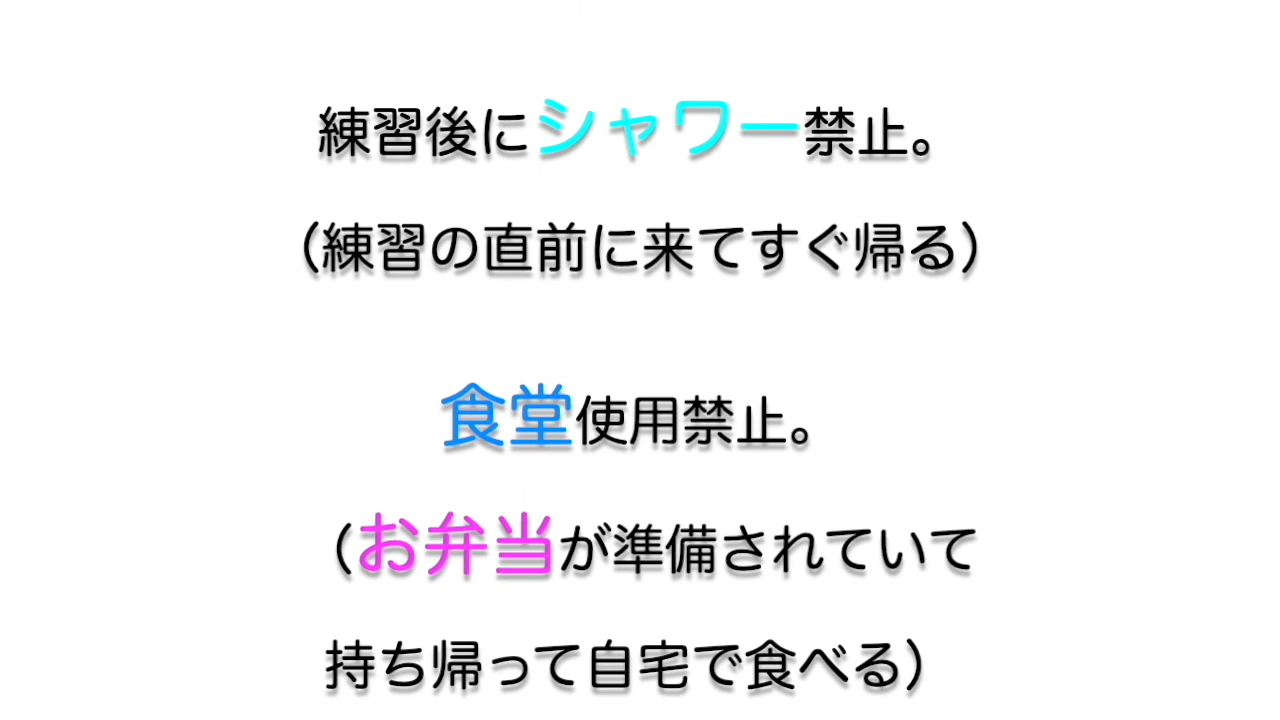 練習後にシャワー禁止。
（練習の直前に来てすぐ帰る）
食堂使用禁止。
（お弁当が準備されていて
持ち帰って自宅で食べる）